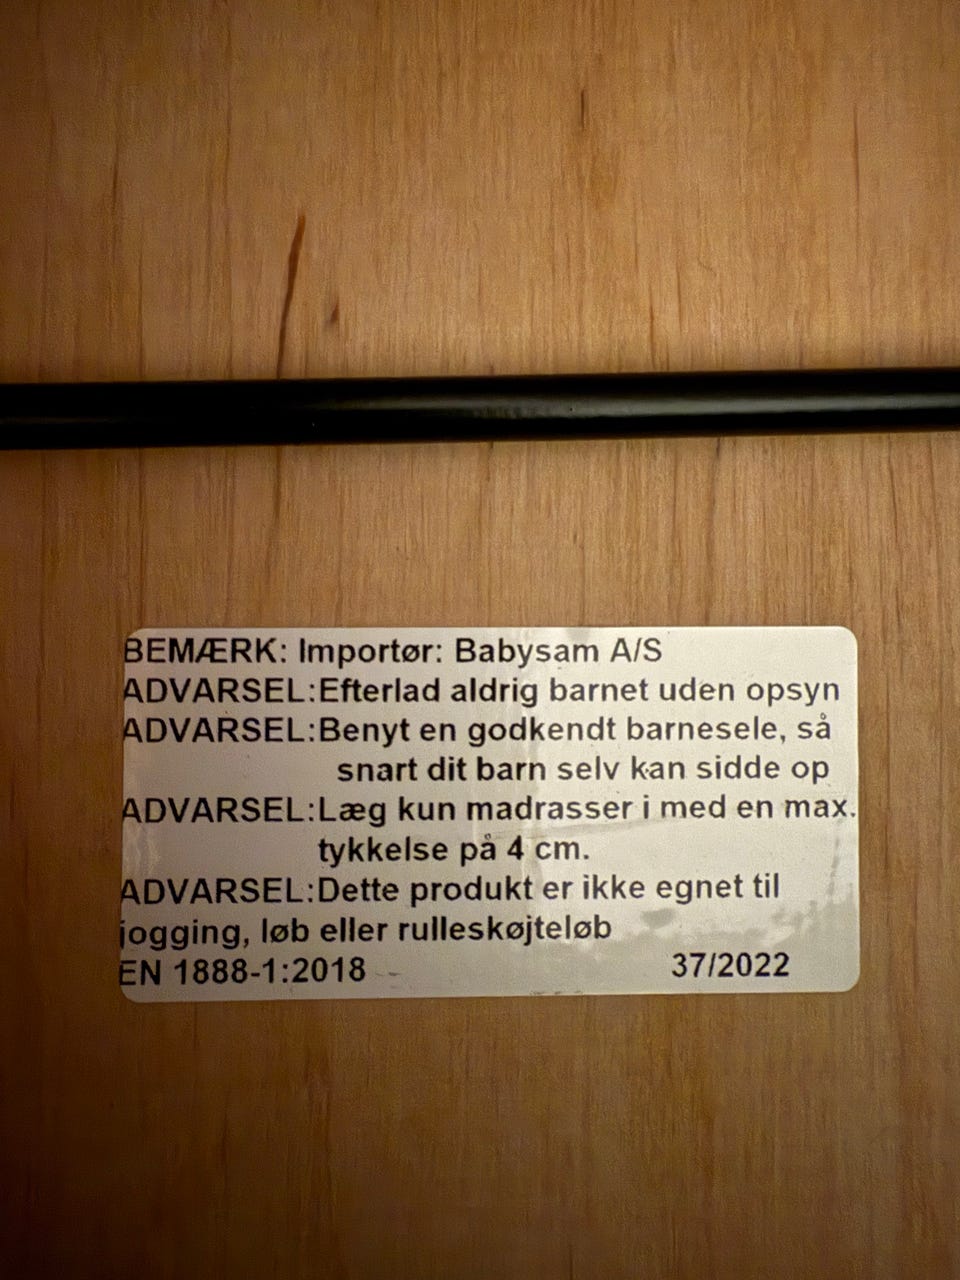 BEMÆRK: Importør: Babysam A/S
ADVARSEL:Efterlad aldrig barnet uden opsyn
ADVARSEL:Benyt en godkendt barnesele, så
snart dit barn selv kan sidde op
ADVARSEL:Læg kun madrasser i med en max.
tykkelse på 4 cm.
ADVARSEL:Dette produkt er ikke egnet til
jogging, løb eller rulleskøjteløb
EN 1888-1:2018 37/2022